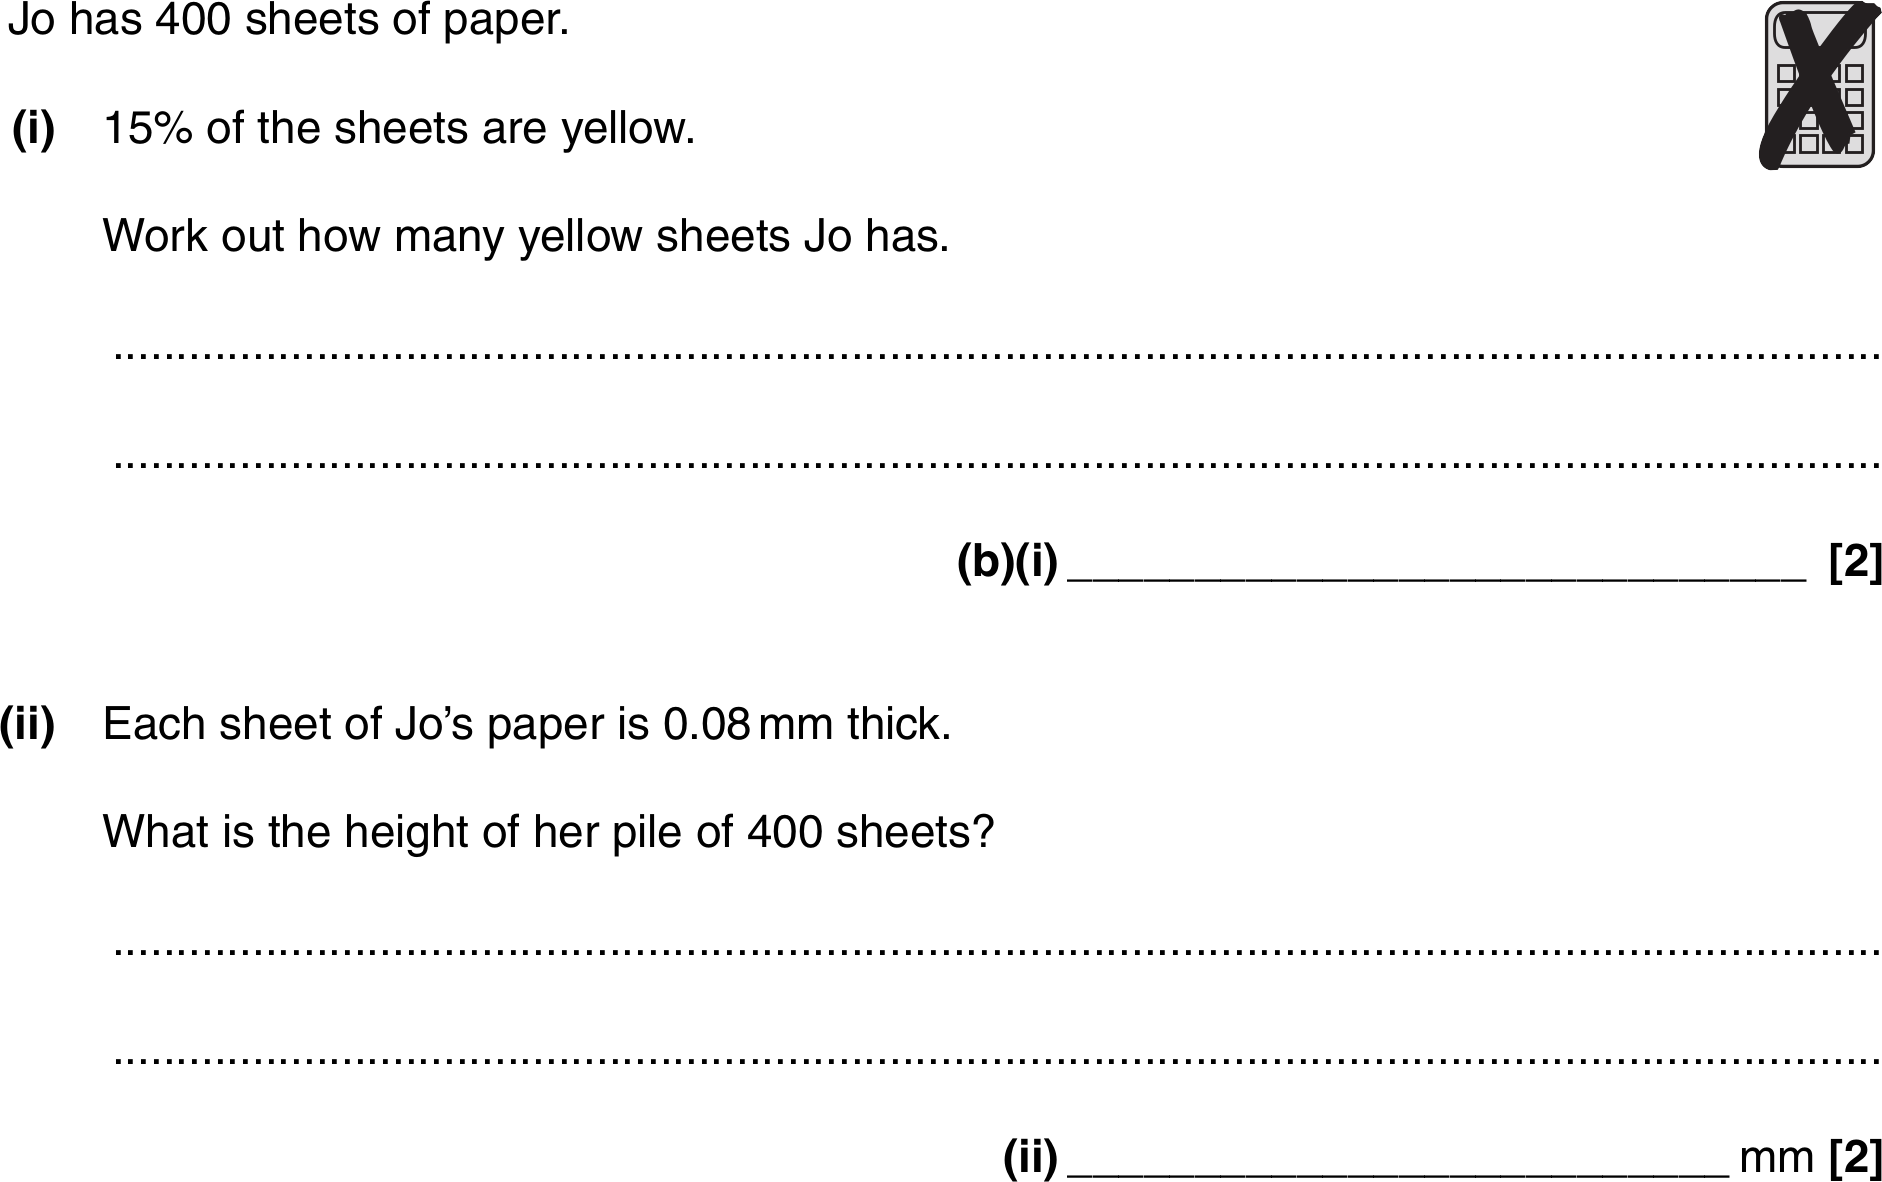 Jo has 400 sheets of paper.
(i) 15% of the sheets are yellow.
Work out how many yellow sheets Jo has.
................................................................................
................................................................................
(b)(i) ______________________________ [2]
(ii) Each sheet of Jo’s paper is 0.08 mm thick.
What is the height of her pile of 400 sheets?
................................................................................
................................................................................
(ii) ___________________________ mm [2]